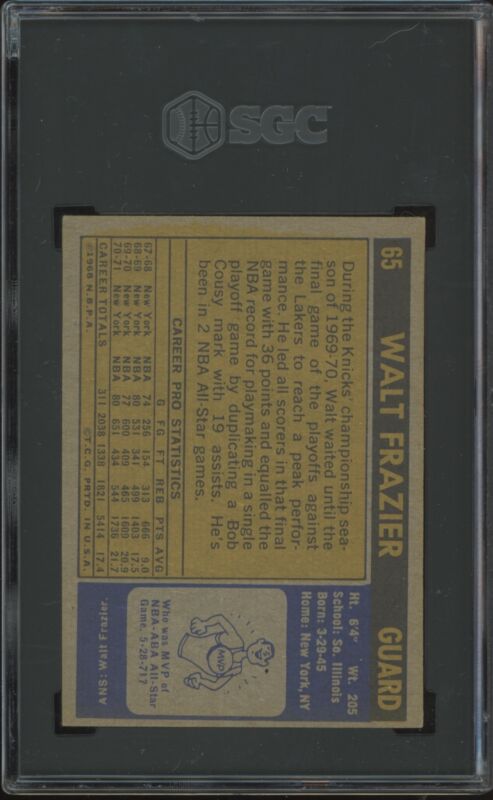 SGC
65 WALT FRAZIER GUARD
During the Knicks' championship sea-
son of 1969-70, Walt waited until the
final game of the playoffs against
the Lakers to reach a peak perfor-
mance. He led all scorers in that final
game with 36 points and equalled the
NBA record for playmaking in a single
playoff game by duplicating a Bob
Cousy mark with 19 assists. He's
been in 2 NBA All-Star games.
Ht. 6'4" Wt. 205
School: So. Illinois
Born: 3-29-45
Home: New York, NY
MVP
Who was MVP of
NBA-ABA All-Star
Game, 5-28-71?
ANS: Walt Frazier.
CAREER PRO STATISTICS
G FG FT REB PTS AVG
67-68 New York NBA 74 256 154 313 666 9.0
68-69 New York NBA 80 531 341 499 1403 17.5
69-70 New York NBA 77 600 409 465 1609 20.9
70-71 New York NBA 80 651 434 544 1736 21.7
CAREER TOTALS 311 2038 1338 1821 5414 17.4
©1968 N.B.P.A. ©T.C.G. PRTD. IN U.S.A.